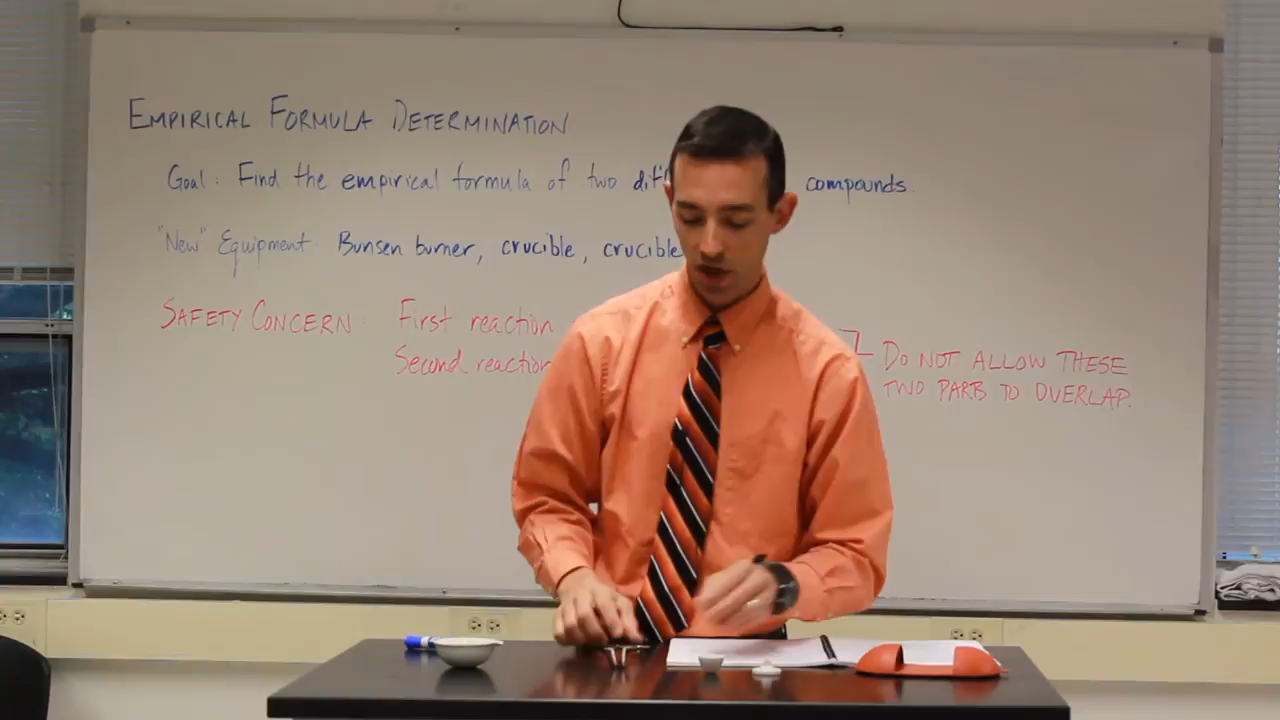 EMPIRICAL FORMULA DETERMINATION
Goal: Find the empirical formula of two compounds
"New" Equipment: Bunsen burner, crucible, crucible
SAFETY CONCERN: First reaction
Second reaction
DO NOT ALLOW THESE
TWO PARTS TO OVERLAP.